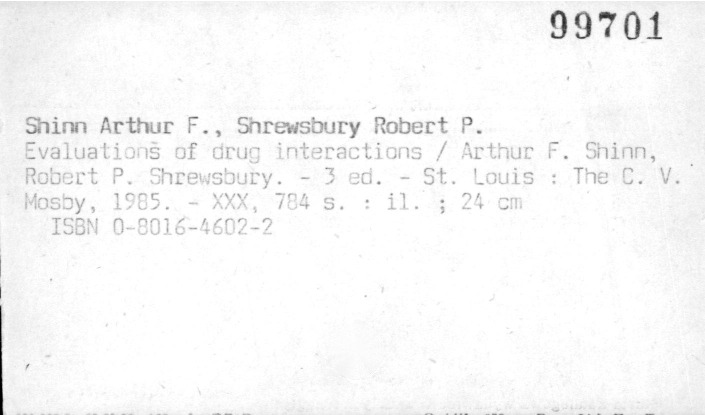 99701
Shinn Arthur F., Shrewsbury Robert P.
Evaluations of drug interactions / Arthur F. Shinn,
Robert P. Shrewsbury. - 3 ed. - St. Louis : The C. V.
Mosby, 1985. - XXX, 784 s. : il. ; 24 cm
ISBN 0-8016-4602-2